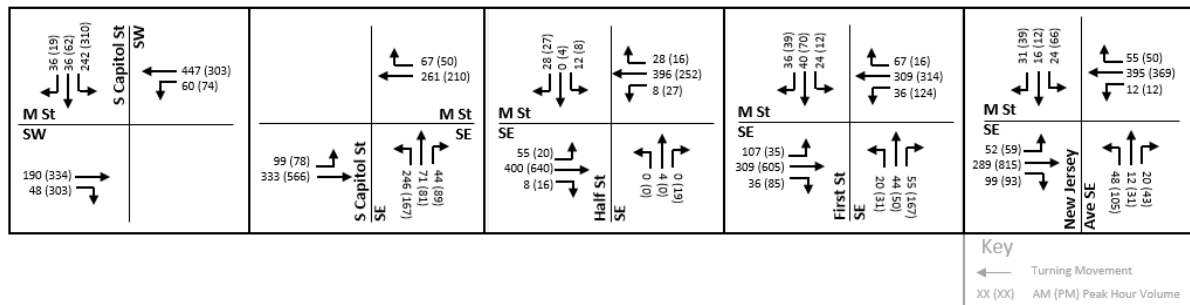 36 (19)
36 (62)
242 (310)
S Capitol St
SW
447 (303)
60 (74)
M St
SW
190 (334)
48 (303)
67 (50)
261 (210)
M St
SE
99 (78)
333 (566)
S Capitol St
SE
246 (167)
71 (81)
44 (89)
28 (27)
0 (4)
12 (8)
28 (16)
396 (252)
8 (27)
M St
SE
55 (20)
400 (640)
8 (16)
Half St
SE
0 (0)
4 (0)
0 (19)
36 (39)
40 (70)
24 (12)
67 (16)
309 (314)
36 (124)
M St
SE
107 (35)
309 (605)
36 (85)
First St
SE
20 (31)
44 (50)
55 (167)
31 (39)
16 (12)
24 (66)
55 (50)
395 (369)
12 (12)
M St
SE
52 (59)
289 (815)
99 (93)
New Jersey
Ave SE
48 (105)
12 (31)
20 (43)
Key
Turning Movement
XX (XX) AM (PM) Peak Hour Volume